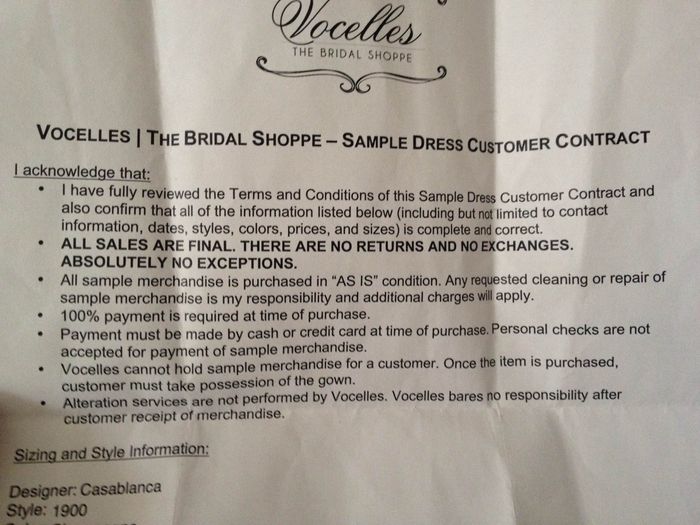 Vocelles
THE BRIDAL SHOPPE
VOCELLES | THE BRIDAL SHOPPE – SAMPLE DRESS CUSTOMER CONTRACT
I acknowledge that:
• I have fully reviewed the Terms and Conditions of this Sample Dress Customer Contract and
also confirm that all of the information listed below (including but not limited to contact
information, dates, styles, colors, prices, and sizes) is complete and correct.
• ALL SALES ARE FINAL. THERE ARE NO RETURNS AND NO EXCHANGES.
ABSOLUTELY NO EXCEPTIONS.
• All sample merchandise is purchased in “AS IS” condition. Any requested cleaning or repair of
sample merchandise is my responsibility and additional charges will apply.
• 100% payment is required at time of purchase.
• Payment must be made by cash or credit card at time of purchase. Personal checks are not
accepted for payment of sample merchandise.
• Vocelles cannot hold sample merchandise for a customer. Once the item is purchased,
customer must take possession of the gown.
• Alteration services are not performed by Vocelles. Vocelles bares no responsibility after
customer receipt of merchandise.
Sizing and Style Information:
Designer: Casablanca
Style: 1900